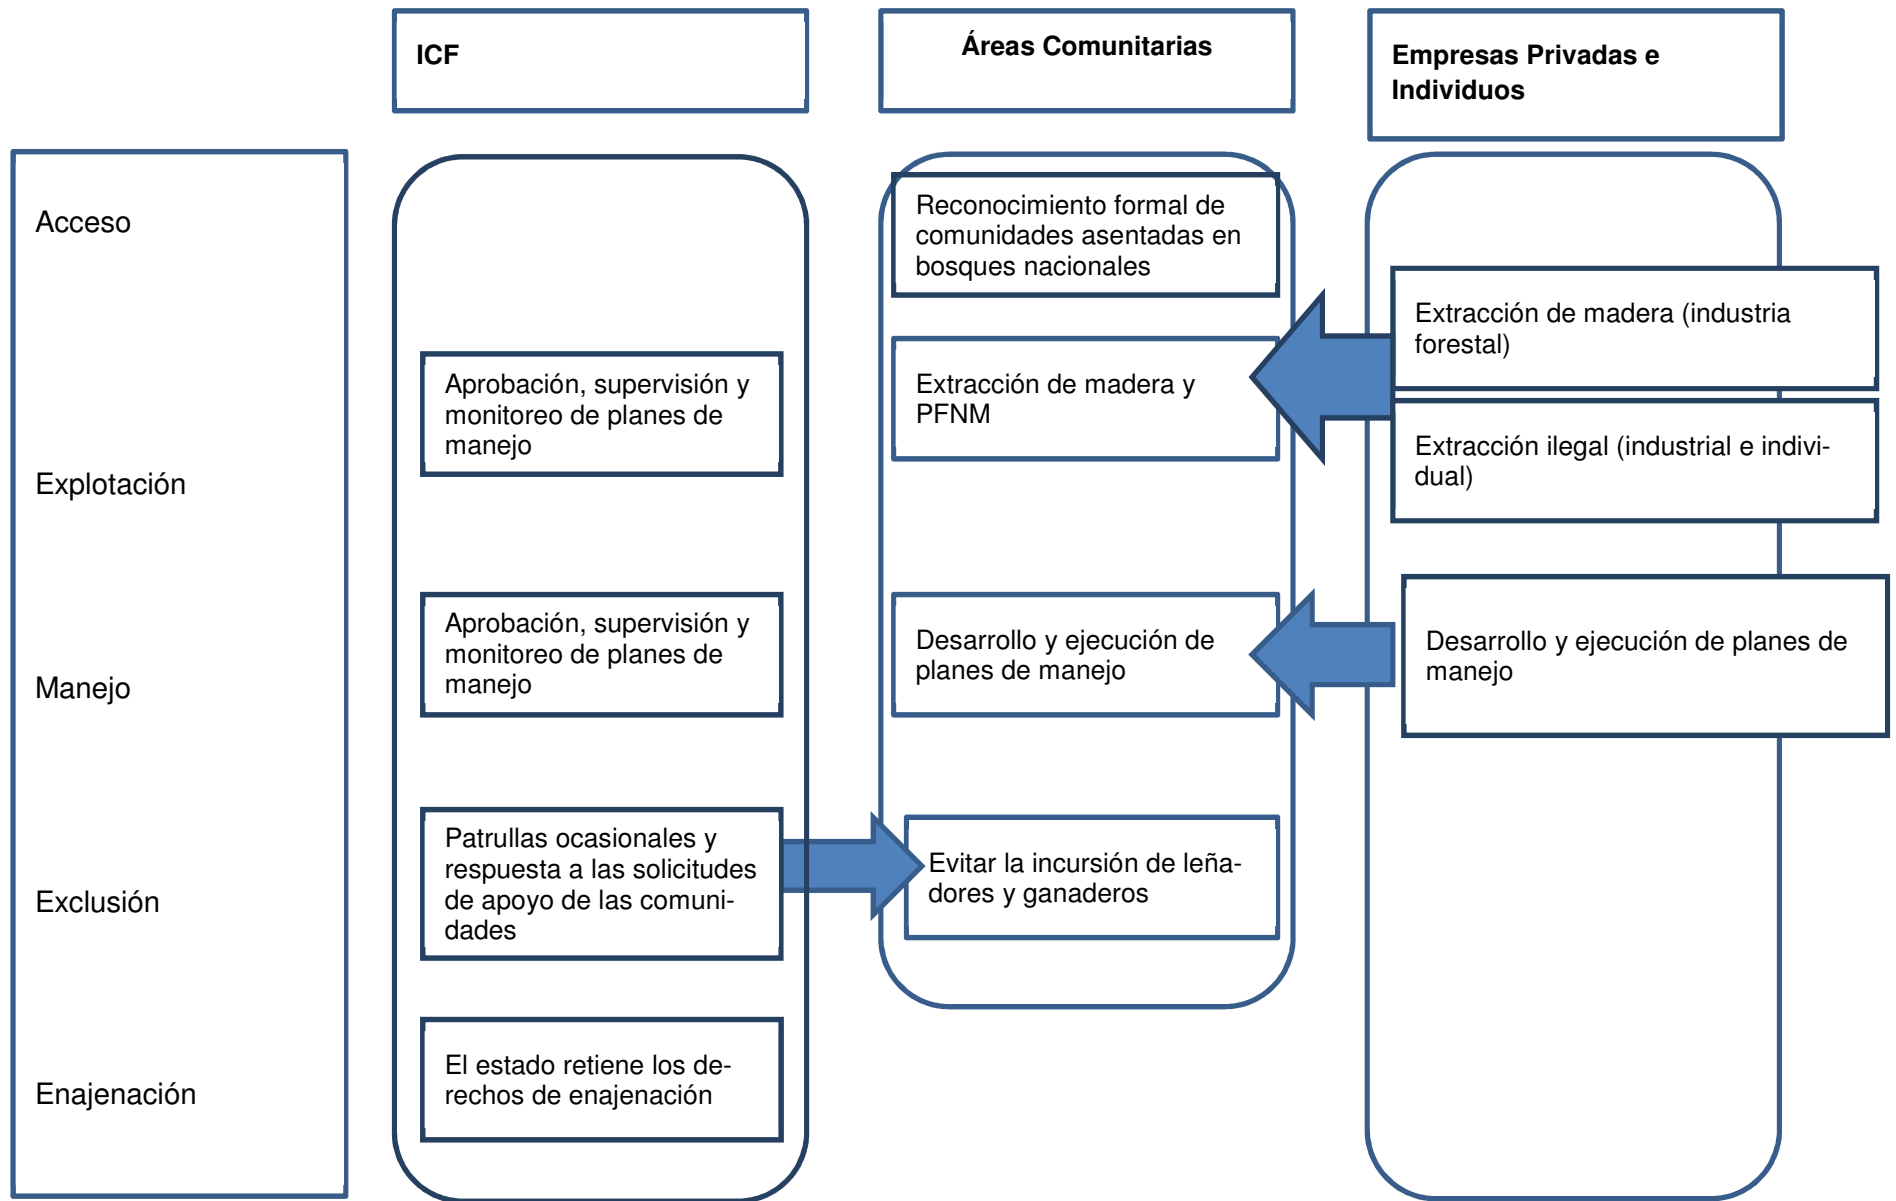 ICF
Áreas Comunitarias
Empresas Privadas e
Individuos
Acceso
Explotación
Manejo
Exclusión
Enajenación
Aprobación, supervisión y
monitoreo de planes de
manejo
Aprobación, supervisión y
monitoreo de planes de
manejo
Patrullas ocasionales y
respuesta a las solicitudes
de apoyo de las comuni-
dades
El estado retiene los de-
rechos de enajenación
Reconocimiento formal de
comunidades asentadas en
bosques nacionales
Extracción de madera y
PFNM
Desarrollo y ejecución de
planes de manejo
Evitar la incursión de leña-
dores y ganaderos
Extracción de madera (industria
forestal)
Extracción ilegal (industrial e indivi-
dual)
Desarrollo y ejecución de planes de
manejo